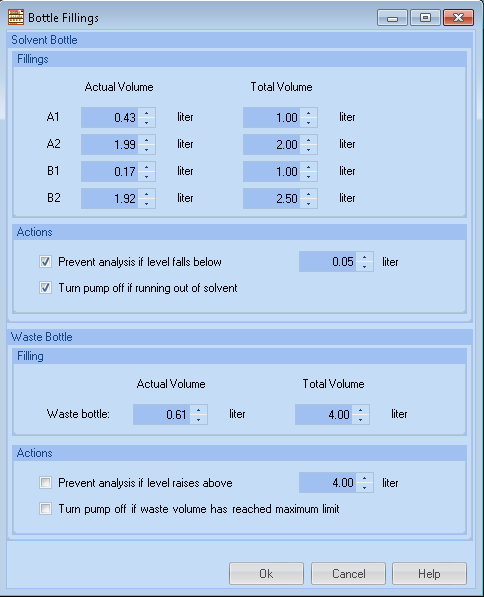 Bottle Fillings
Solvent Bottle
Fillings
Actual Volume Total Volume
A1 0.43 liter 1.00 liter
A2 1.99 liter 2.00 liter
B1 0.17 liter 1.00 liter
B2 1.92 liter 2.50 liter
Actions
Prevent analysis if level falls below 0.05 liter
Turn pump off if running out of solvent
Waste Bottle
Filling
Actual Volume Total Volume
Waste bottle: 0.61 liter 4.00 liter
Actions
Prevent analysis if level raises above 4.00 liter
Turn pump off if waste volume has reached maximum limit
Ok Cancel Help